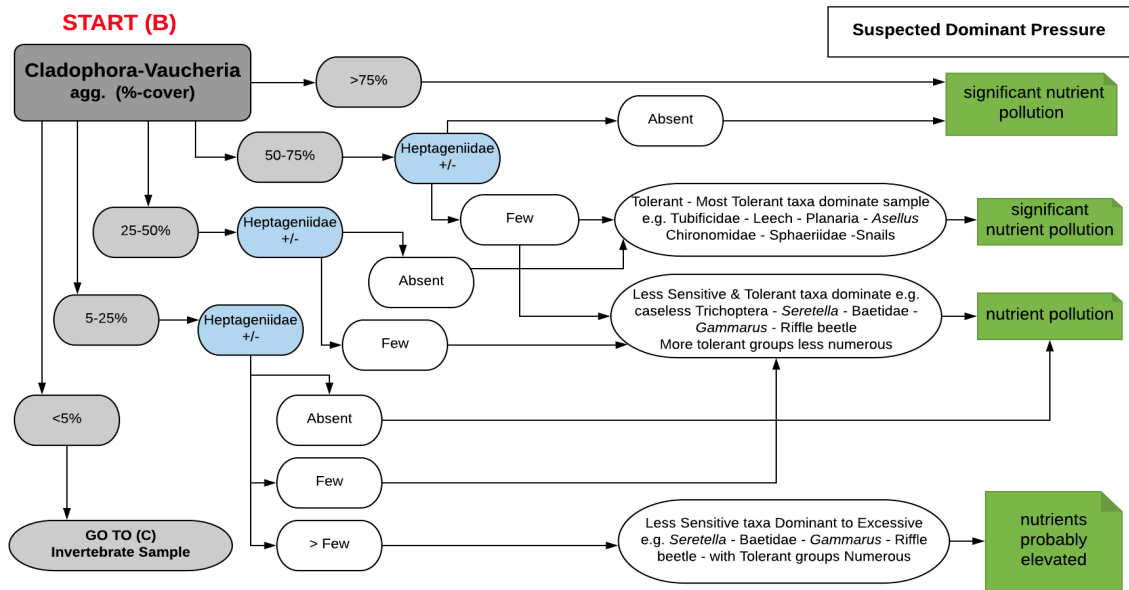 START (B)
Suspected Dominant Pressure
Cladophora-Vaucheria
agg. (%-cover)
>75%
significant nutrient
pollution
Absent
50-75%
Heptageniidae
+/-
Few
Tolerant - Most Tolerant taxa dominate sample
e.g. Tubificidae - Leech - Planaria - Asellus
Chironomidae - Sphaeriidae -Snails
significant
nutrient pollution
25-50%
Heptageniidae
+/-
Absent
5-25%
Heptageniidae
+/-
Few
Less Sensitive & Tolerant taxa dominate e.g.
caseless Trichoptera - Seretella - Baetidae -
Gammarus - Riffle beetle
More tolerant groups less numerous
nutrient pollution
<5%
Absent
Few
GO TO (C)
Invertebrate Sample
> Few
Less Sensitive taxa Dominant to Excessive
e.g. Seretella - Baetidae - Gammarus - Riffle
beetle - with Tolerant groups Numerous
nutrients
probably
elevated